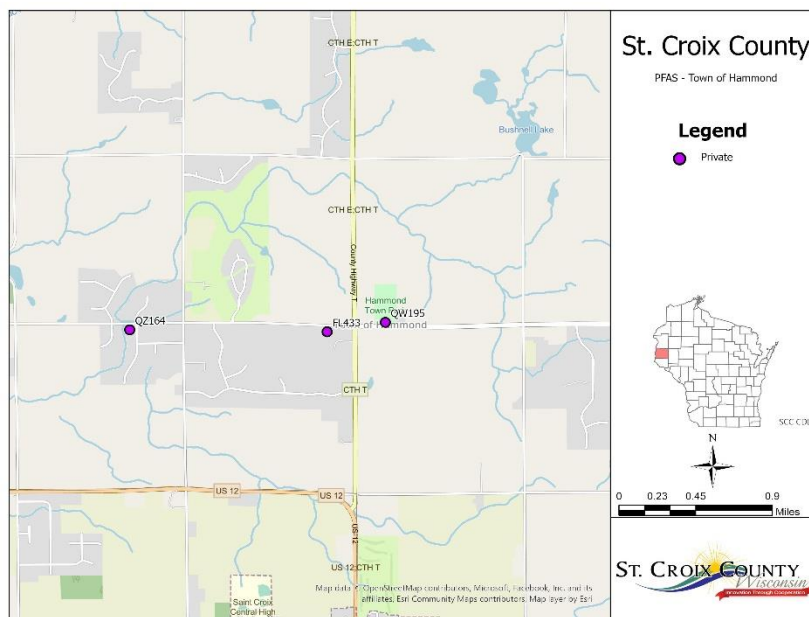 CTH E;CTH T
Bushnell Lake
CTH E;CTH T
County Highway T
Hammond
QW195
QZ164
FL433
of Hammond
CTH T
US 12
US 12
US 12
US 12;CTH T
Saint Croix
Central High
Map data © OpenStreetMap contributors, Microsoft, Facebook, Inc. and its
affiliates, Esri Community Maps contributors, Map layer by Esri
St. Croix County
PFAS - Town of Hammond
Legend
Private
N
0 0.23 0.45 0.9
Miles
ST. CROIX COUNTY
Wisconsin
Innovation Through Cooperation